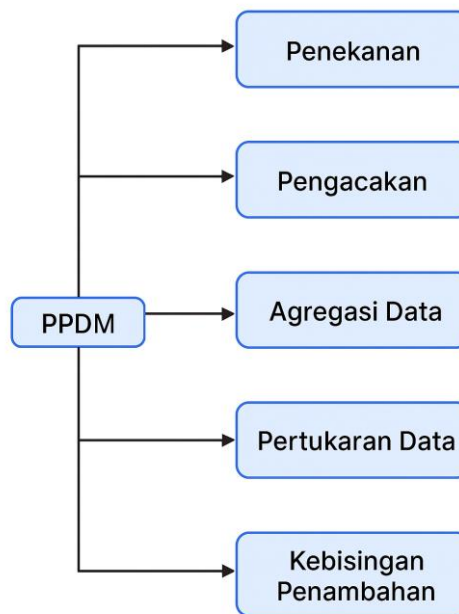 Penekanan
Pengacakan
PPDM
Agregasi Data
Pertukaran Data
Kebisingan
Penambahan